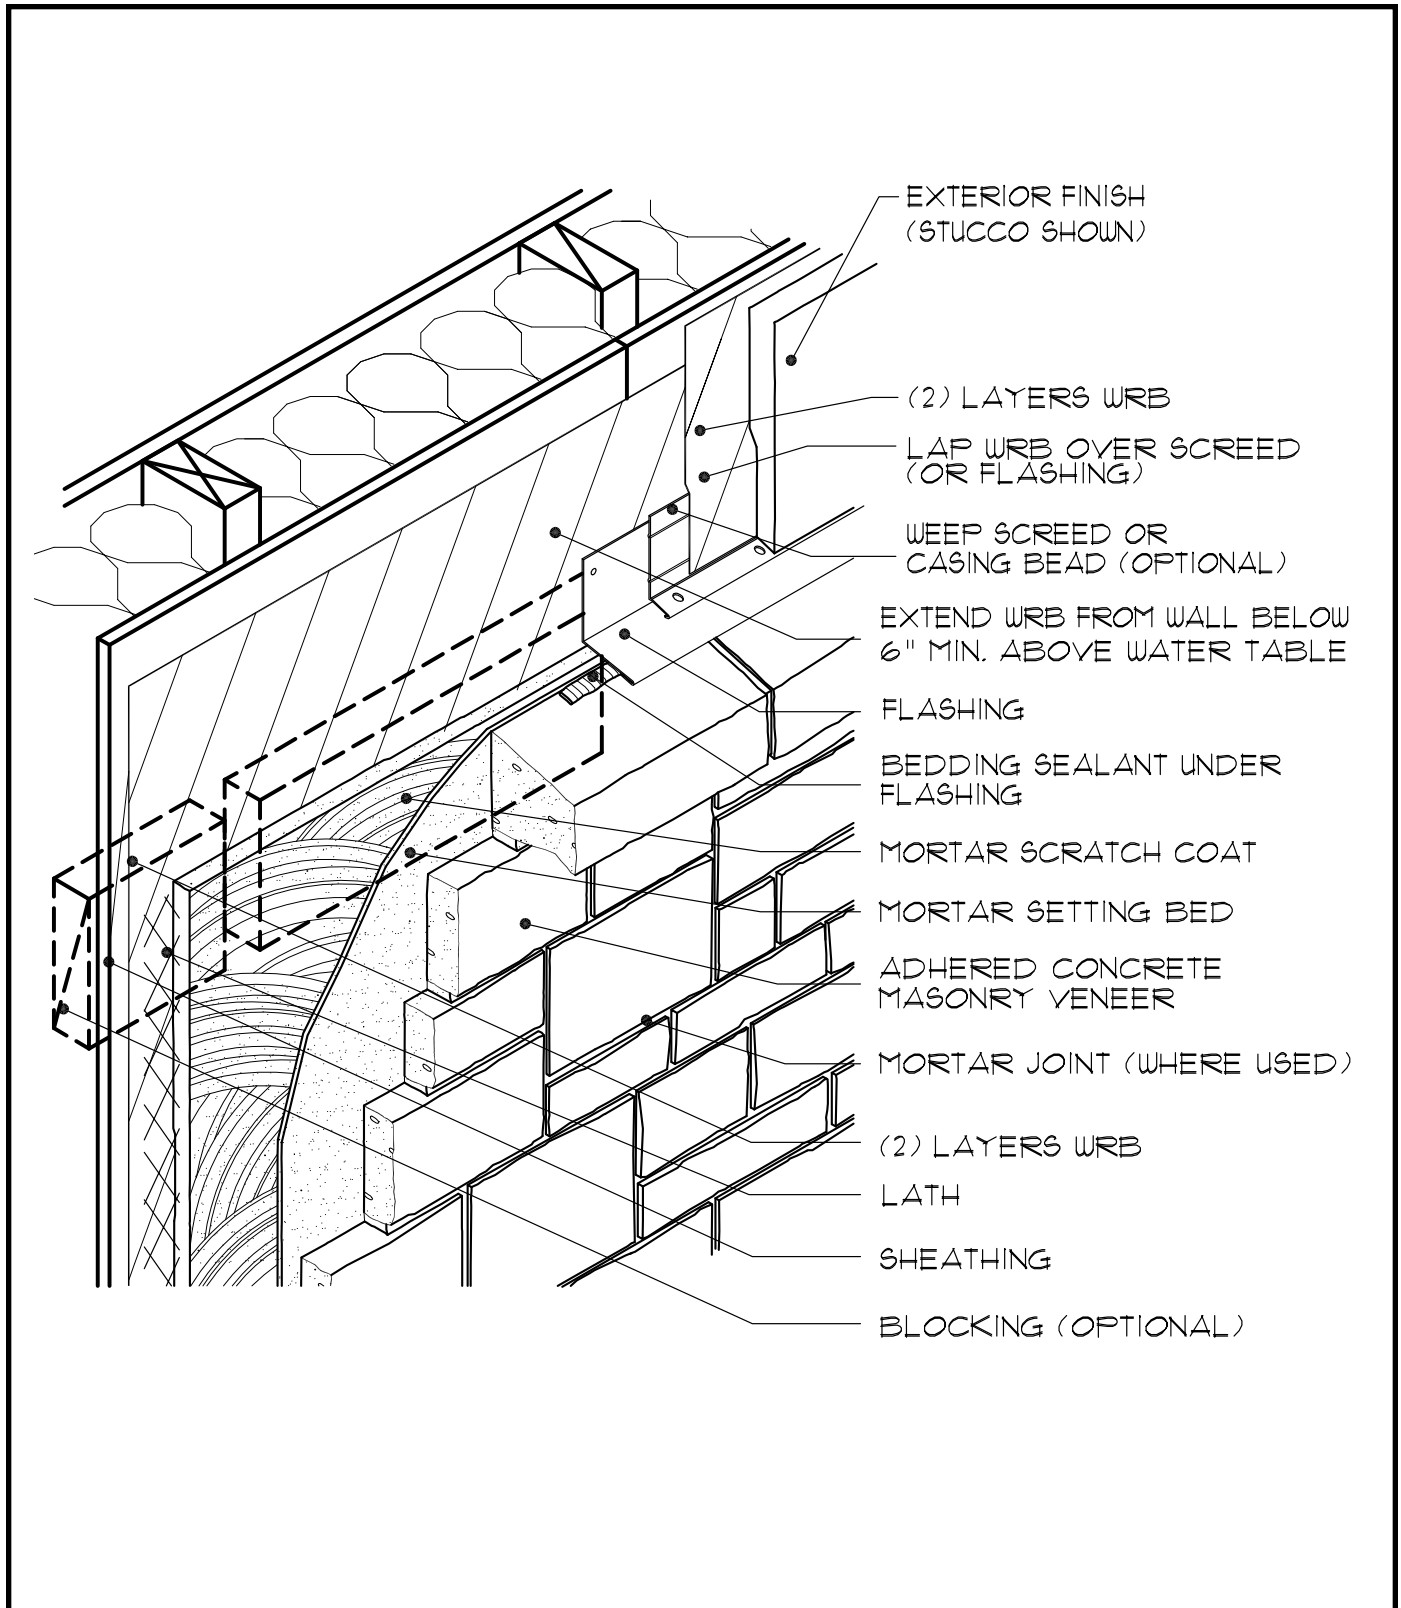 EXTERIOR FINISH
(STUCCO SHOWN)
(2) LAYERS WRB
LAP WRB OVER SCREED
(OR FLASHING)
WEEP SCREED OR
CASING BEAD (OPTIONAL)
EXTEND WRB FROM WALL BELOW
6" MIN. ABOVE WATER TABLE
FLASHING
BEDDING SEALANT UNDER
FLASHING
MORTAR SCRATCH COAT
MORTAR SETTING BED
ADHERED CONCRETE
MASONRY VENEER
MORTAR JOINT (WHERE USED)
(2) LAYERS WRB
LATH
SHEATHING
BLOCKING (OPTIONAL)